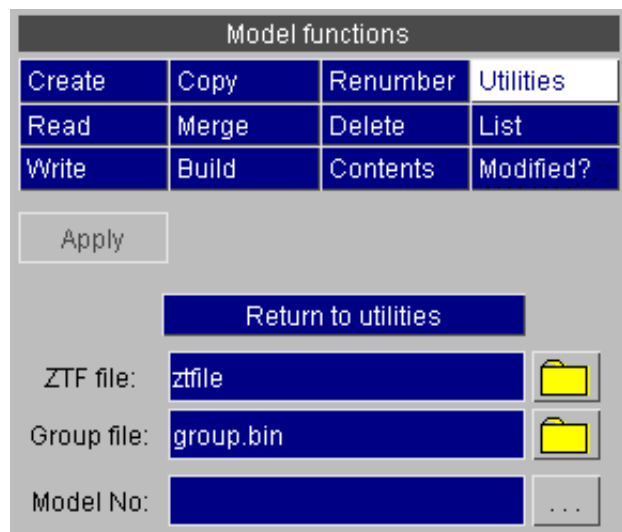 Model functions
Create Copy Renumber Utilities
Read Merge Delete List
Write Build Contents Modified?
Apply
Return to utilities
ZTF file: ztfile
Group file: group.bin
Model No: ...